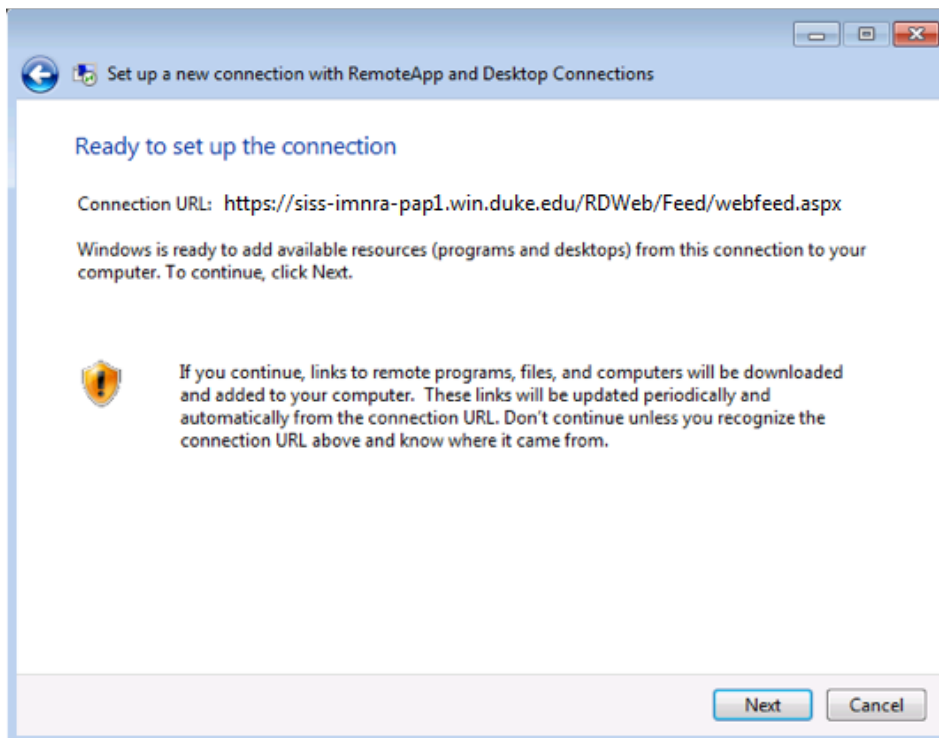 Set up a new connection with RemoteApp and Desktop Connections
Ready to set up the connection
Connection URL: https://siss-imnra-pap1.win.duke.edu/RDWeb/Feed/webfeed.aspx
Windows is ready to add available resources (programs and desktops) from this connection to your
computer. To continue, click Next.
If you continue, links to remote programs, files, and computers will be downloaded
and added to your computer.  These links will be updated periodically and
automatically from the connection URL. Don't continue unless you recognize the
connection URL above and know where it came from.
Next Cancel